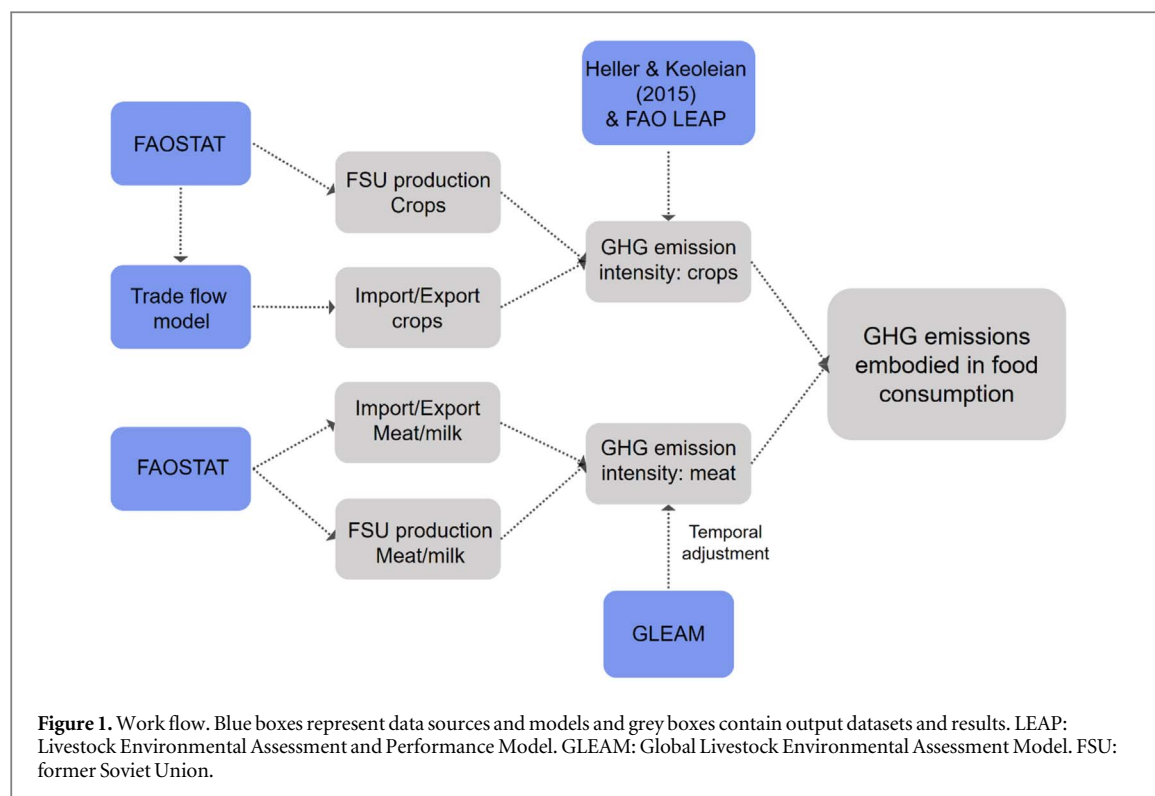 Heller & Keoleian
(2015)
& FAO LEAP
FAOSTAT
FSU production
Crops
GHG emission
intensity: crops
Trade flow
model
Import/Export
crops
GHG emissions
embodied in food
consumption
Import/Export
Meat/milk
FAOSTAT
GHG emission
intensity: meat
FSU production
Meat/milk
Temporal
adjustment
GLEAM
Figure 1. Work flow. Blue boxes represent data sources and models and grey boxes contain output datasets and results. LEAP:
Livestock Environmental Assessment and Performance Model. GLEAM: Global Livestock Environmental Assessment Model. FSU:
former Soviet Union.